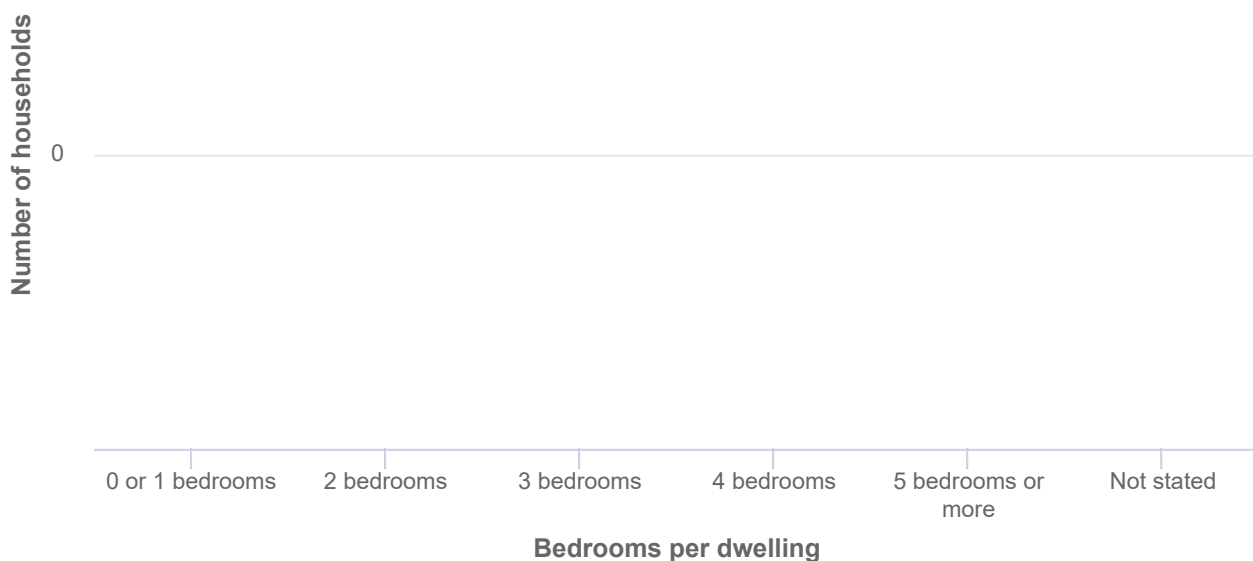 Number of households
0
0 or 1 bedrooms
2 bedrooms
3 bedrooms
4 bedrooms
5 bedrooms or
more
Not stated
Bedrooms per dwelling